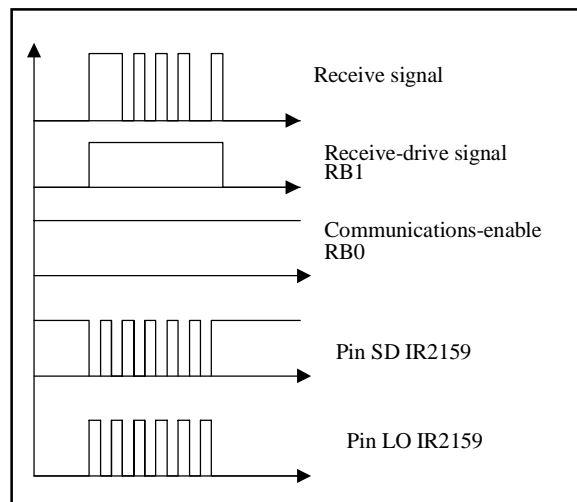 Receive signal
Receive-drive signal
RB1
Communications-enable
RB0
Pin SD IR2159
Pin LO IR2159